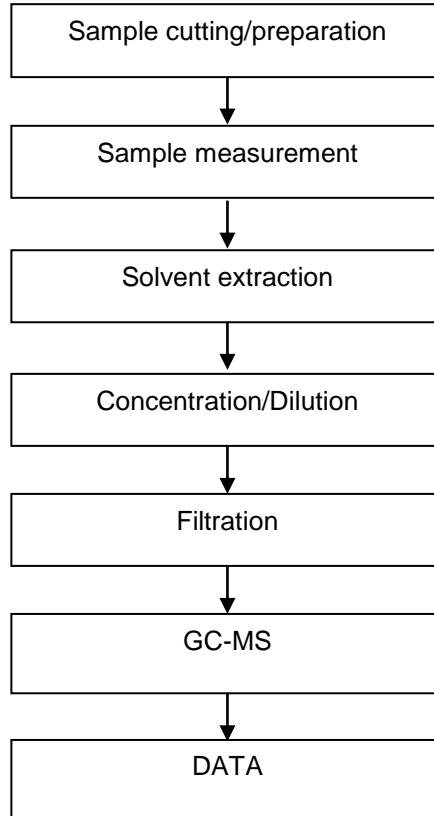 Sample cutting/preparation
Sample measurement
Solvent extraction
Concentration/Dilution
Filtration
GC-MS
DATA